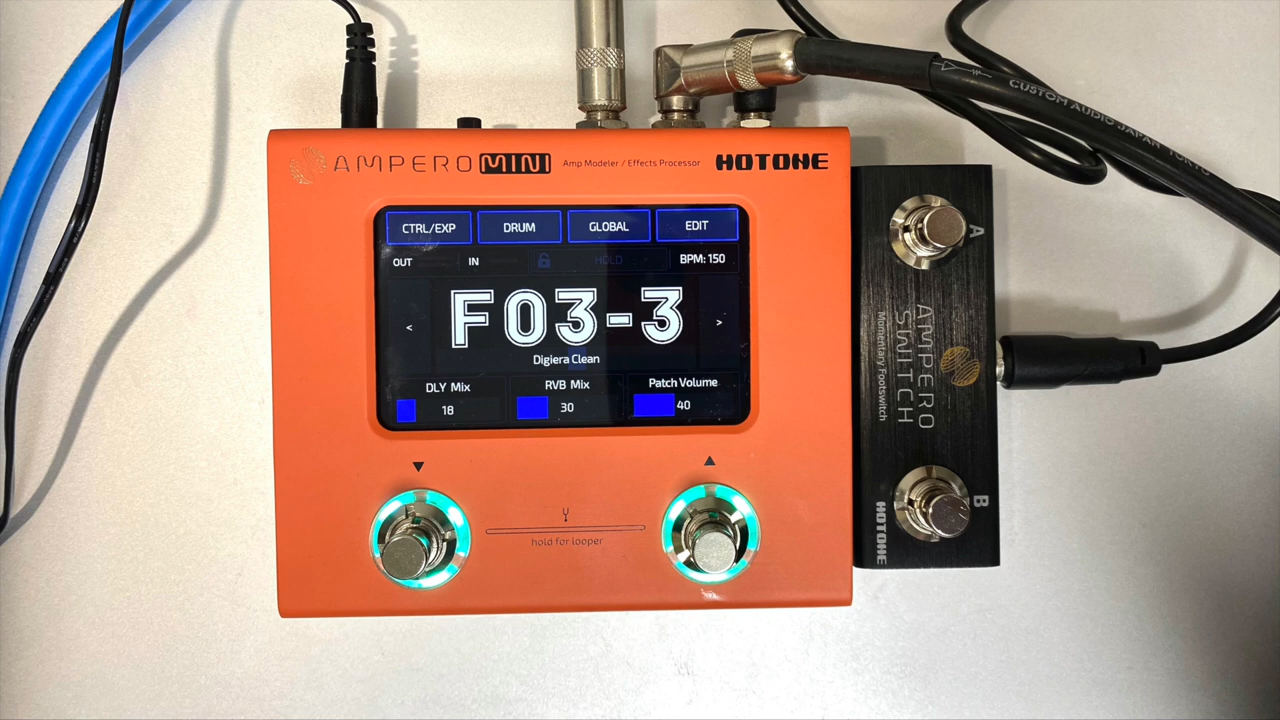 CUSTOM AUDIO JAPAN TOKYO
AMPERO MINI
Amp Modeler / Effects Processor
HOTONE
CTRL/EXP
DRUM
GLOBAL
EDIT
OUT
IN
HOLD
BPM: 150
<
F03-3
>
Digiera Clean
DLY Mix
RVB Mix
Patch Volume
18
30
40
▼
▲
hold for looper
A
AMPERO
SWITCH
Momentary Footswitch
B
HOTONE